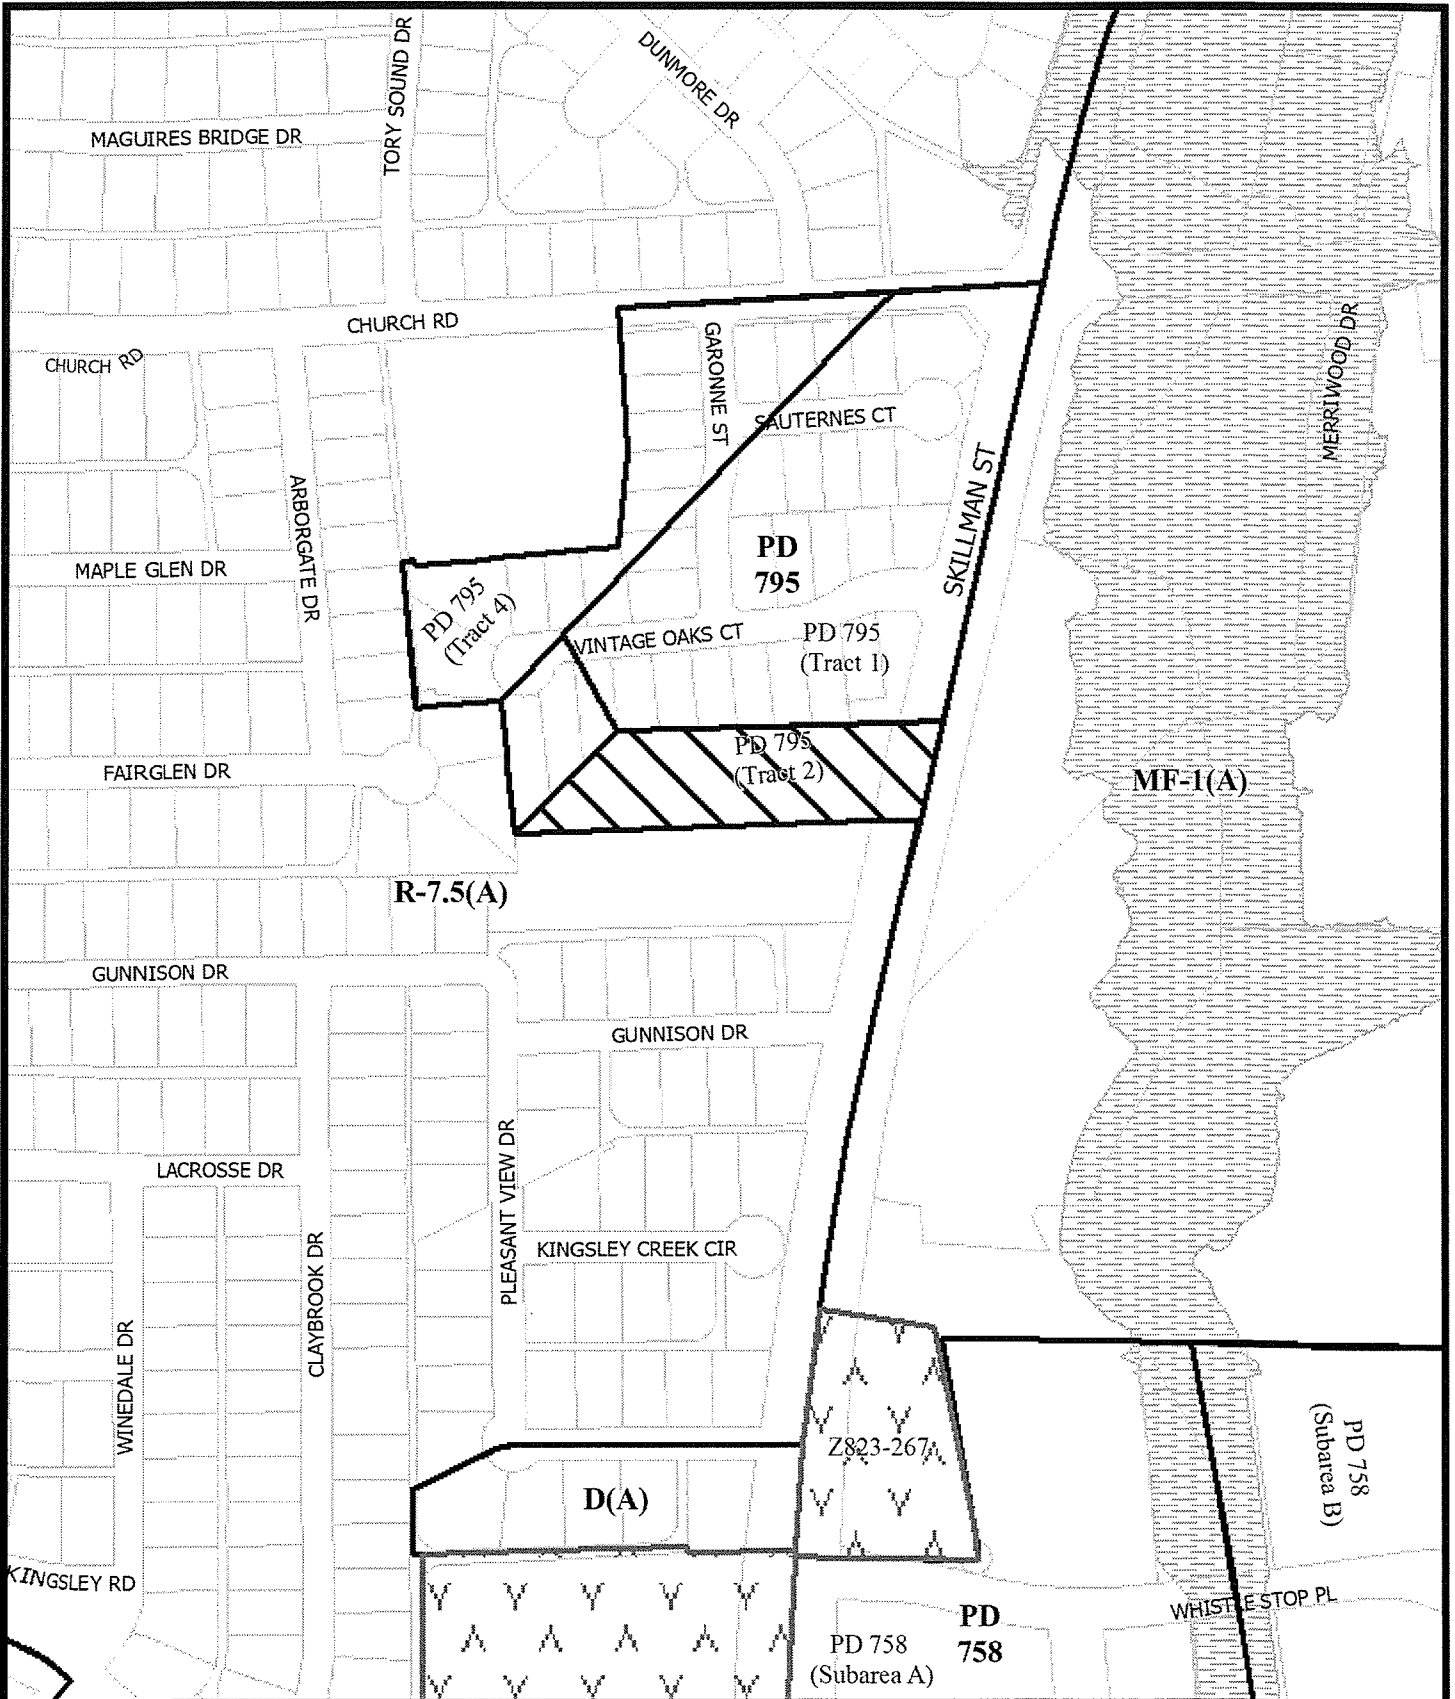 TORY SOUND DR
DUNMORE DR
MAGUIRES BRIDGE DR
CHURCH RD
CHURCH RD
GARONNE ST
SAUTERNES CT
SKILLMAN ST
MERRIWOOD DR
ARBORGATE DR
MAPLE GLEN DR
PD
795
PD 795
(Tract 4)
VINTAGE OAKS CT
PD 795
(Tract 1)
PD 795
(Tract 2)
FAIRGLEN DR
MF-1(A)
R-7.5(A)
GUNNISON DR
GUNNISON DR
LACROSSE DR
PLEASANT VIEW DR
KINGSLEY CREEK CIR
CLAYBROOK DR
WINEDALE DR
Z823-267
PD 758
(Subarea B)
D(A)
KINGSLEY RD
WHISTLE STOP PL
PD
758
PD 758
(Subarea A)